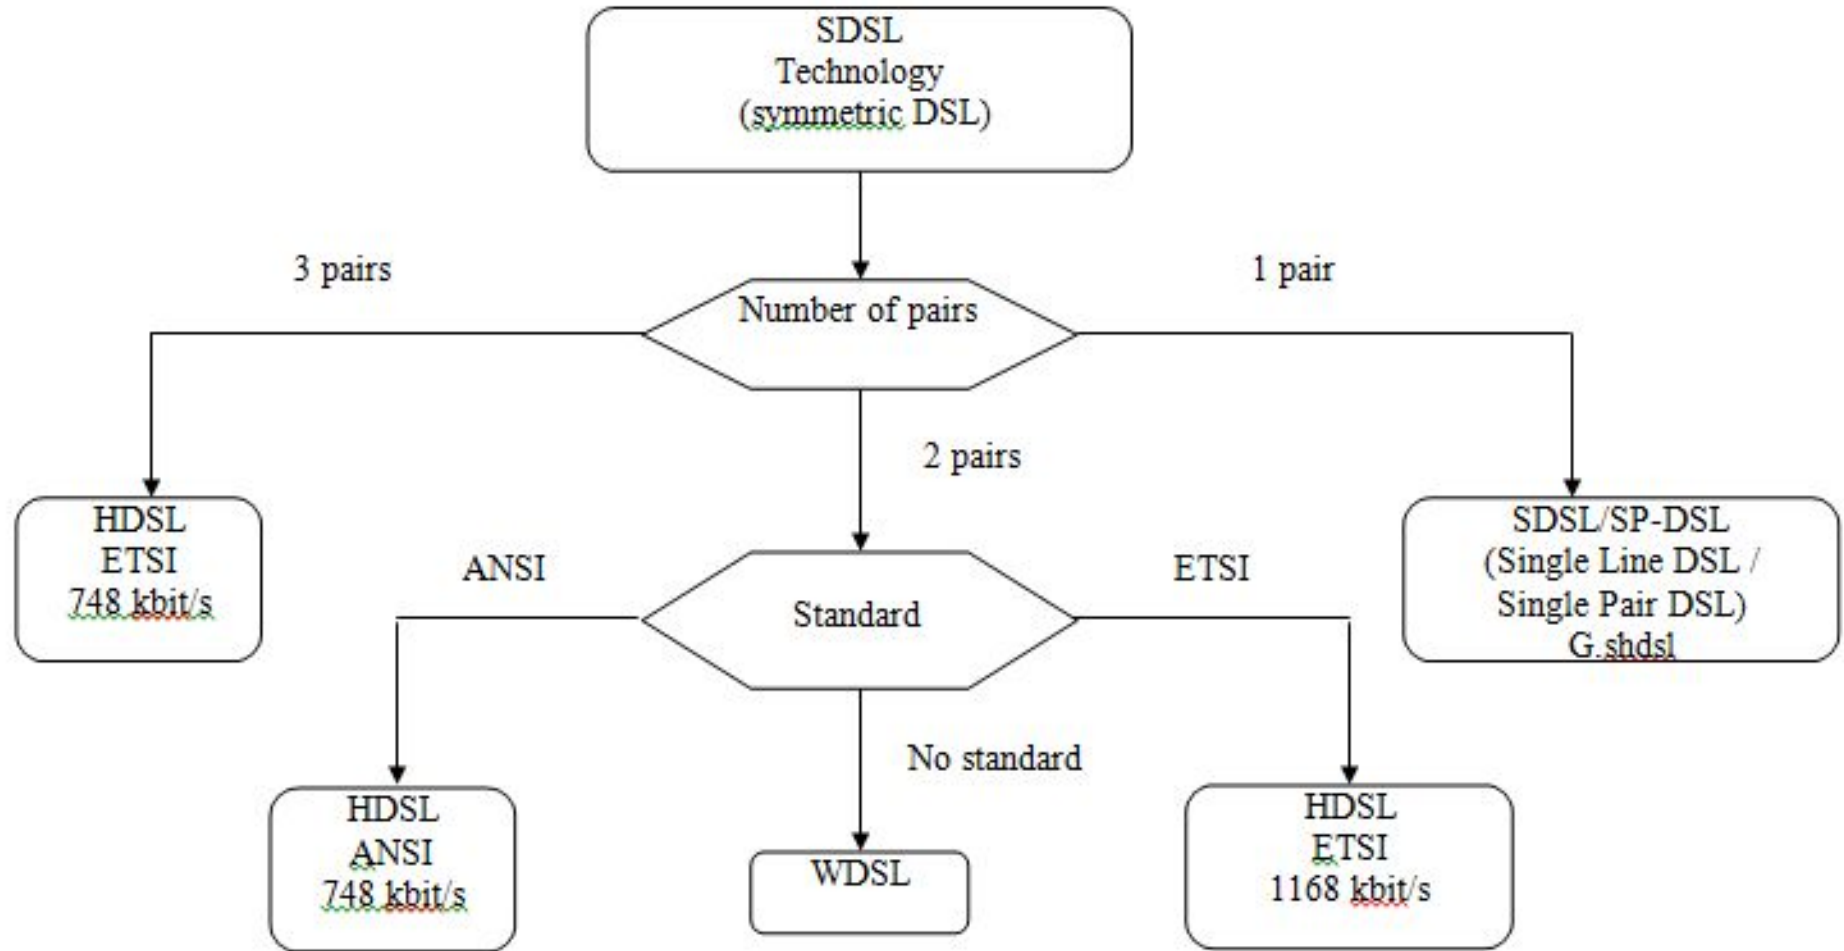 SDSL
Technology
(symmetric DSL)
3 pairs
1 pair
Number of pairs
2 pairs
HDSL
ETSI
748 kbit/s
SDSL/SP-DSL
(Single Line DSL /
Single Pair DSL)
G.shdsl
ANSI
ETSI
Standard
No standard
HDSL
ANSI
748 kbit/s
WDSL
HDSL
ETSI
1168 kbit/s